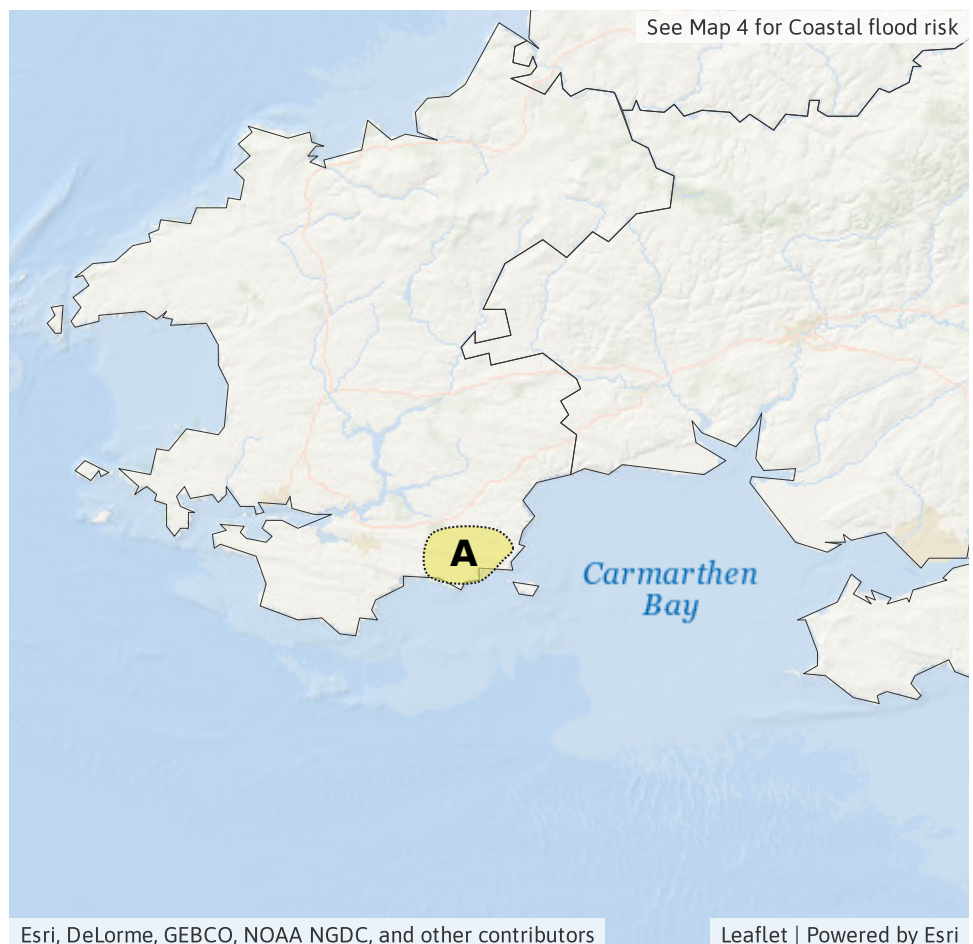 See Map 4 for Coastal flood risk
A
Carmarthen
Bay
Esri, DeLorme, GEBCO, NOAA NGDC, and other contributors
Leaflet | Powered by Esri